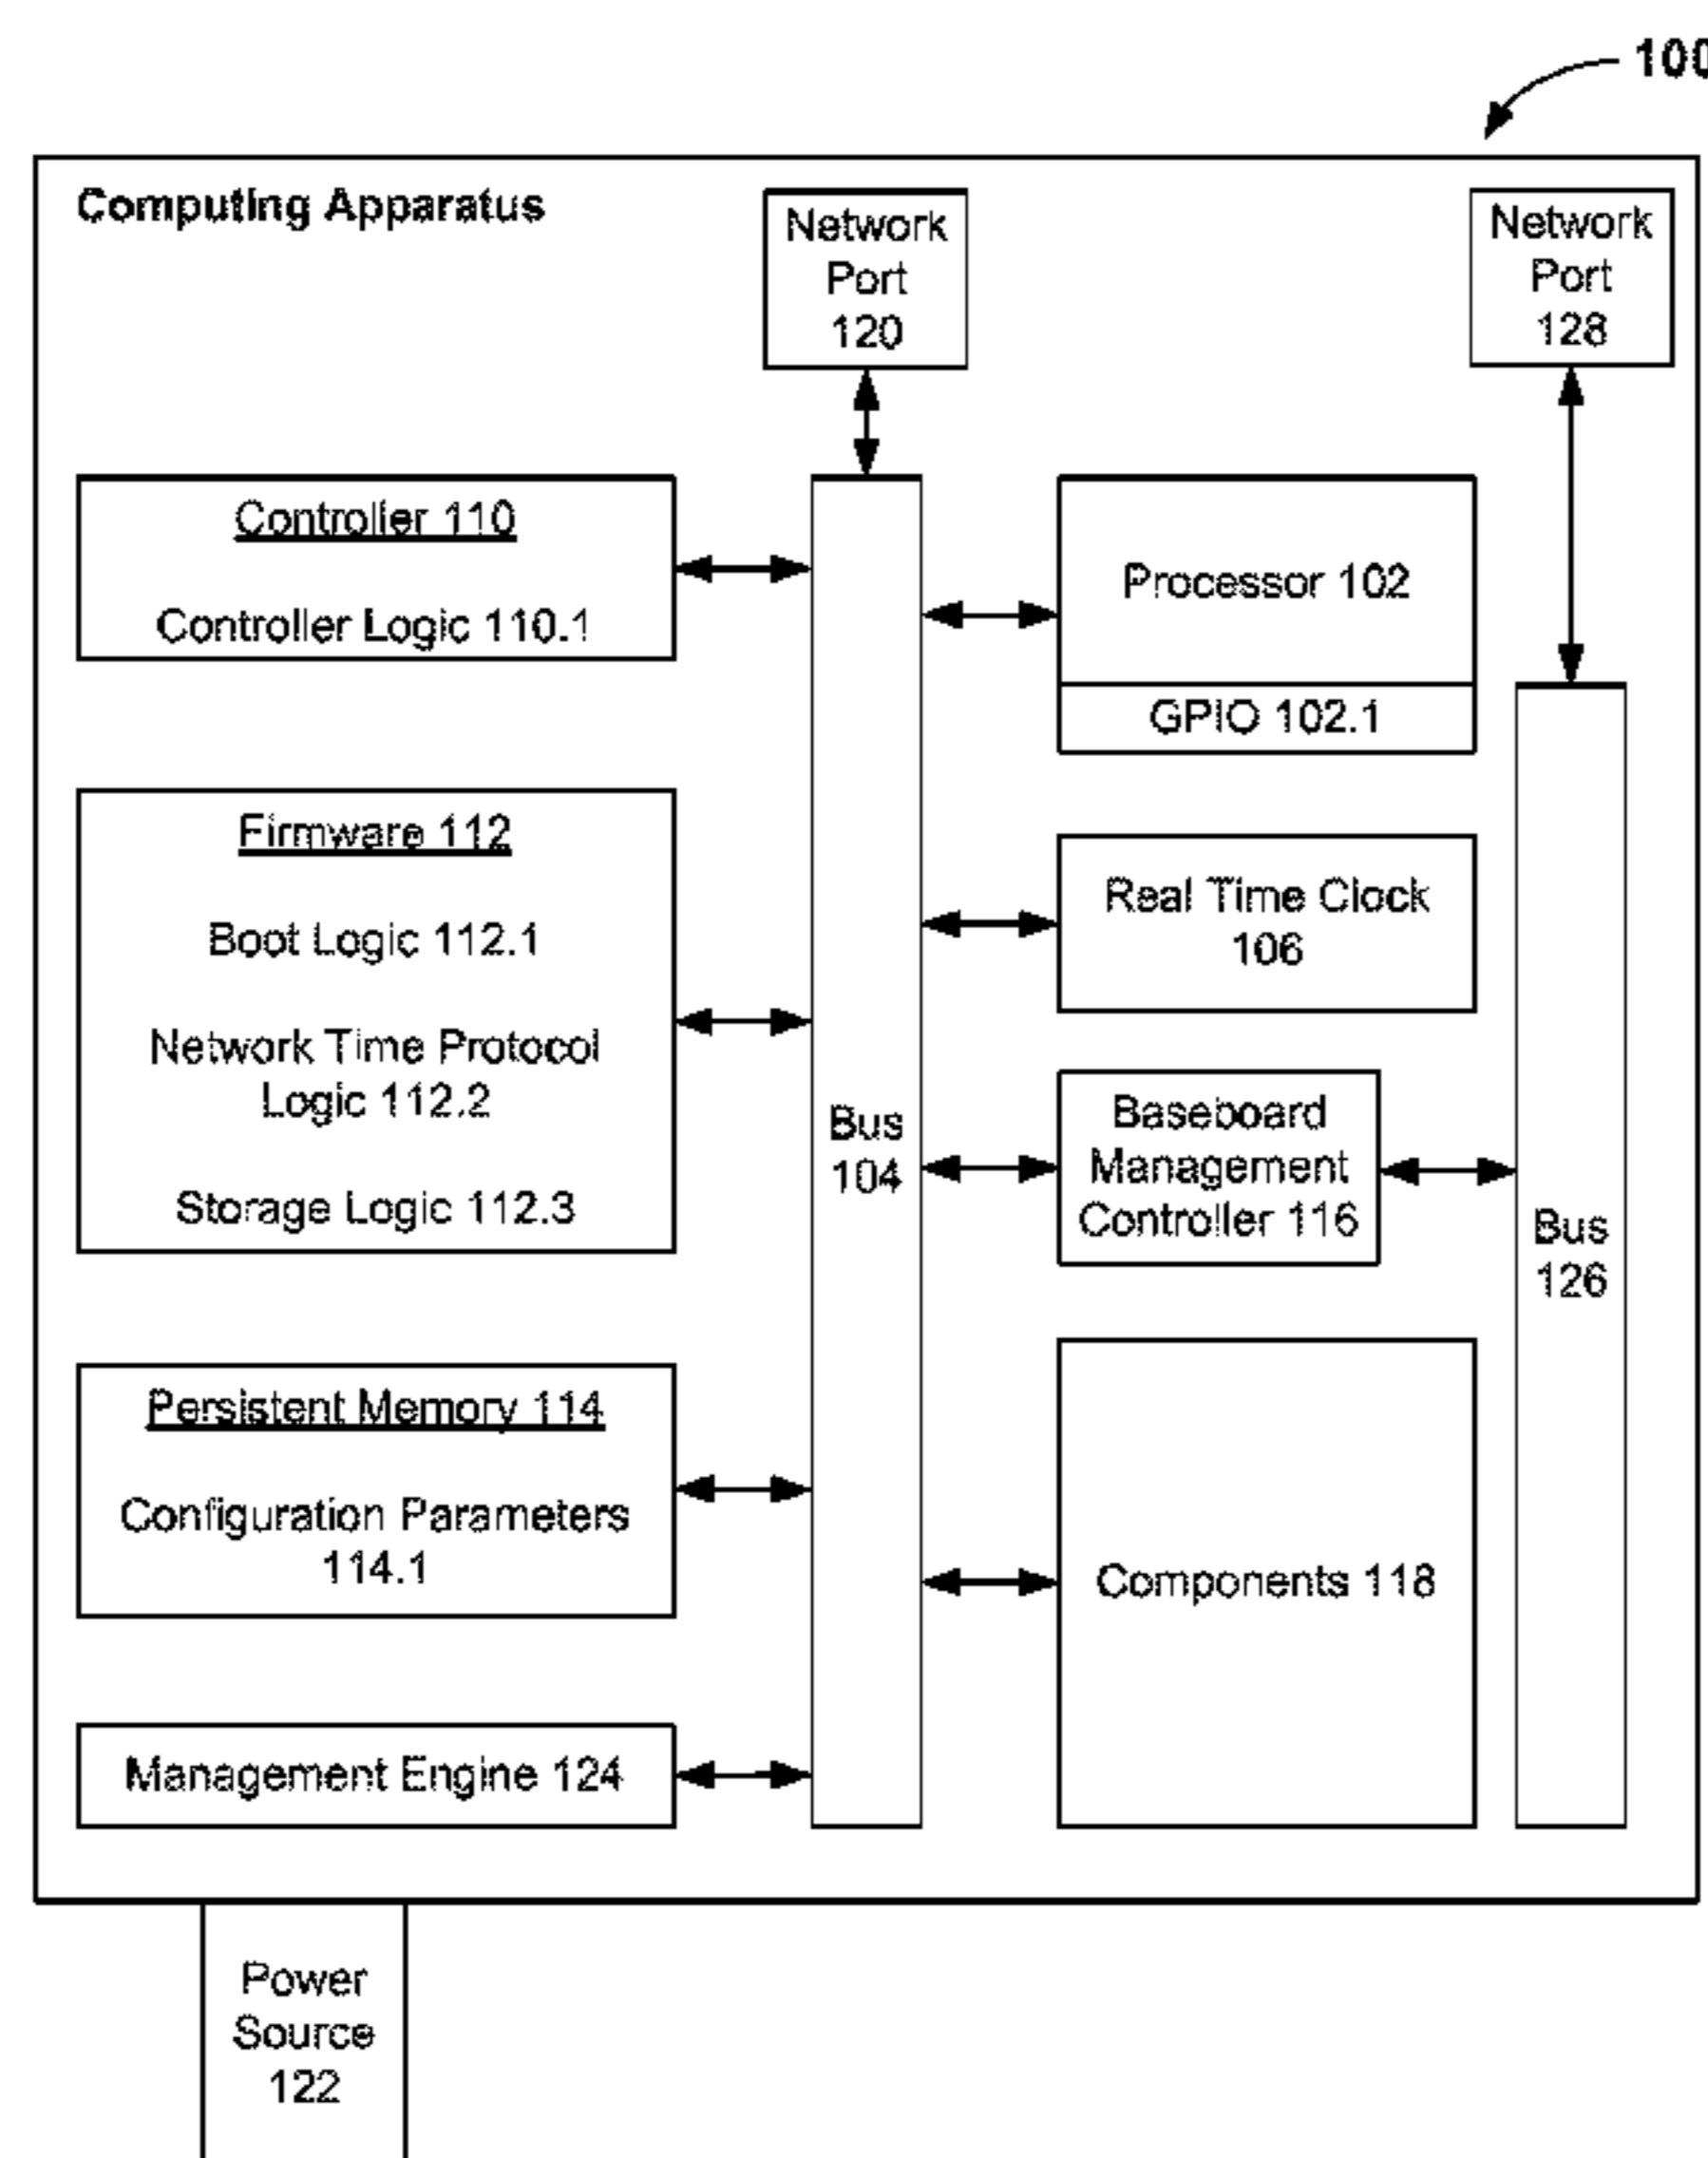 100
Computing Apparatus
Network
Port
120
Network
Port
128
Controller 110
Controller Logic 110.1
Processor 102
GPIO 102.1
Firmware 112
Boot Logic 112.1
Network Time Protocol
Logic 112.2
Storage Logic 112.3
Real Time Clock
106
Bus
104
Baseboard
Management
Controller 116
Bus
126
Persistent Memory 114
Configuration Parameters
114.1
Components 118
Management Engine 124
Power
Source
122